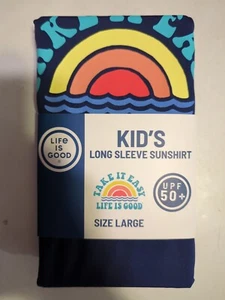 LIFE
IS
GOOD
KID'S
LONG SLEEVE SUNSHIRT
TAKE IT EASY
LIFE IS GOOD
UPF
50+
SIZE LARGE